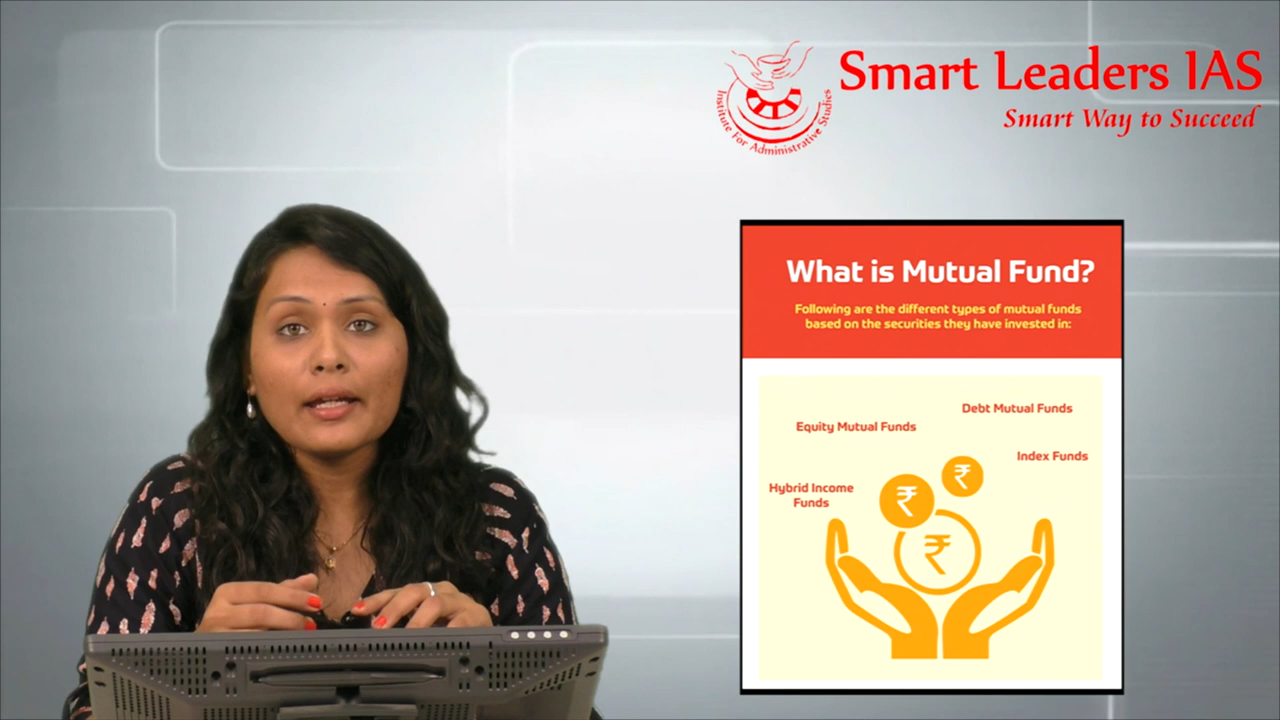 Smart Leaders IAS
Smart Way to Succeed
Institute For Administrative Studies
What is Mutual Fund?
Following are the different types of mutual funds
based on the securities they have invested in:
Debt Mutual Funds
Equity Mutual Funds
Index Funds
Hybrid Income
Funds
₹
₹
₹